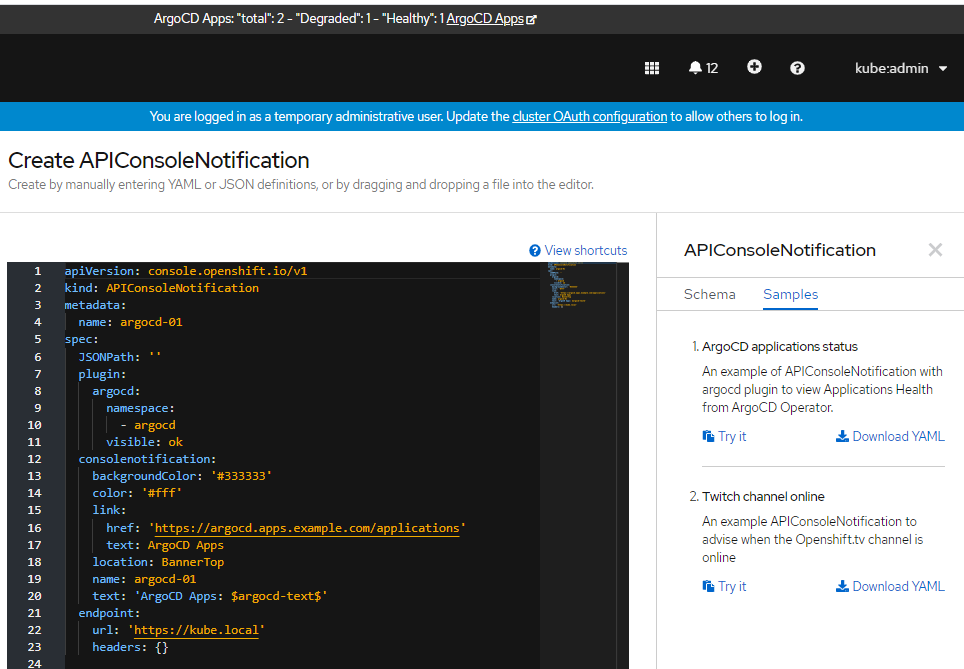 ArgoCD Apps: "total": 2 - "Degraded": 1 - "Healthy": 1 ArgoCD Apps
12
kube:admin
You are logged in as a temporary administrative user. Update the cluster OAuth configuration to allow others to log in.
Create APIConsoleNotification
Create by manually entering YAML or JSON definitions, or by dragging and dropping a file into the editor.
View shortcuts
1 apiVersion: console.openshift.io/v1
2 kind: APIConsoleNotification
3 metadata:
4   name: argocd-01
5 spec:
6   JSONPath: ''
7   plugin:
8     argocd:
9       namespace:
10         - argocd
11       visible: ok
12   consolenotification:
13     backgroundColor: '#333333'
14     color: '#fff'
15     link:
16       href: 'https://argocd.apps.example.com/applications'
17       text: ArgoCD Apps
18     location: BannerTop
19     name: argocd-01
20     text: 'ArgoCD Apps: $argocd-text$'
21   endpoint:
22     url: 'https://kube.local'
23     headers: {}
24
APIConsoleNotification
Schema Samples
1. ArgoCD applications status
An example of APIConsoleNotification with
argocd plugin to view Applications Health
from ArgoCD Operator.
Try it Download YAML
2. Twitch channel online
An example APIConsoleNotification to
advise when the Openshift.tv channel is
online
Try it Download YAML